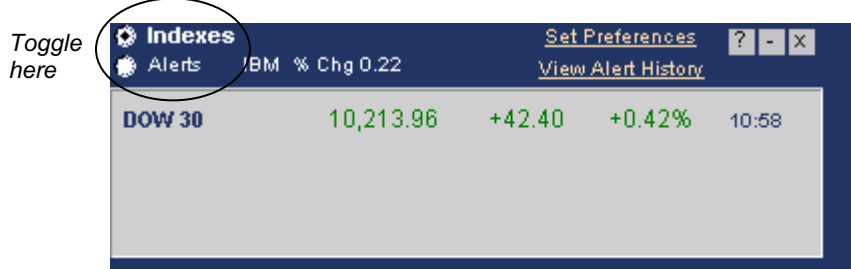 Toggle
here
Indexes
Set Preferences
? - X
Alerts IBM % Chg 0.22
View Alert History
DOW 30 10,213.96 +42.40 +0.42% 10:58